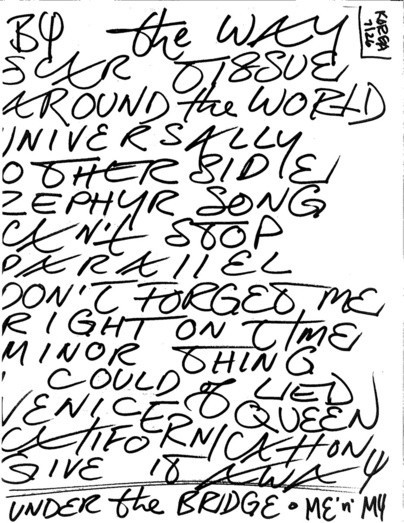 BY the WAY
KOREA
7/26
SCAR TISSUE
AROUND the WORLD
UNIVERSALLY
OTHERSIDE
ZEPHYR SONG
CAN'T STOP
PARALLEL
DON'T FORGET ME
RIGHT ON TIME
MINOR THING
I COULD of LIED
VENICE QUEEN
CALIFORNICATION
GIVE IT AWAY
UNDER the BRIDGE • ME 'n' MY